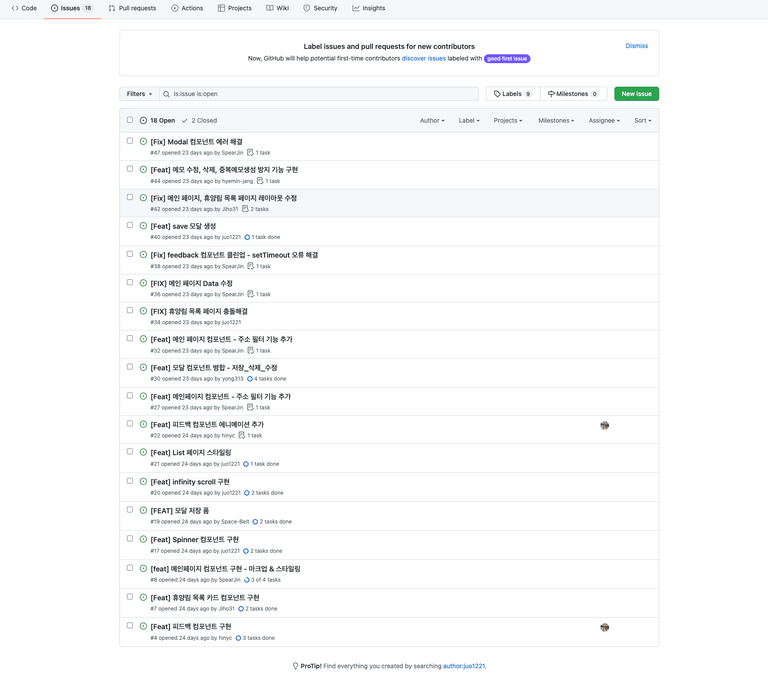 Code Issues 18 Pull requests Actions Projects Wiki Security Insights
Label issues and pull requests for new contributors
Dismiss
Now, GitHub will help potential first-time contributors discover issues labeled with good first issue
Filters is:issue is:open Labels 9 Milestones 0 New issue
18 Open 2 Closed Author Label Projects Milestones Assignee Sort
[Fix] Modal 컴포넌트 에러 해결
#47 opened 23 days ago by SpearJin 1 task
[Feat] 메모 수정, 삭제, 중복메모생성 방지 기능 구현
#44 opened 23 days ago by hyemin-jang 1 task
[Fix] 메인 페이지, 휴양림 목록 페이지 레이아웃 수정
#42 opened 23 days ago by Jiho31 2 tasks
[Feat] save 모달 생성
#40 opened 23 days ago by juo1221 1 task done
[Fix] feedback 컴포넌트 클린업 - setTimeout 오류 해결
#38 opened 23 days ago by SpearJin 1 task
[FIX] 메인 페이지 Data 수정
#36 opened 23 days ago by SpearJin 1 task
[FIX] 휴양림 목록 페이지 충돌해결
#34 opened 23 days ago by juo1221
[Feat] 메인 페이지 컴포넌트 - 주소 필터 기능 추가
#32 opened 23 days ago by SpearJin 1 task
[Feat] 모달 컴포넌트 병합 - 저장_삭제_수정
#30 opened 23 days ago by yong313 4 tasks done
[Feat] 메인페이지 컴포넌트 - 주소 필터 기능 추가
#27 opened 23 days ago by SpearJin 1 task
[Feat] 피드백 컴포넌트 에니메이션 추가
#22 opened 24 days ago by hinyc 1 task
[Feat] List 페이지 스타일링
#21 opened 24 days ago by juo1221 1 task done
[Feat] infinity scroll 구현
#20 opened 24 days ago by juo1221 2 tasks done
[FEAT] 모달 저장 폼
#19 opened 24 days ago by Space-Belt 2 tasks done
[Feat] Spinner 컴포넌트 구현
#17 opened 24 days ago by juo1221 2 tasks done
[feat] 메인페이지 컴포넌트 구현 - 마크업 & 스타일링
#8 opened 24 days ago by SpearJin 3 of 4 tasks
[Feat] 휴양림 목록 카드 컴포넌트 구현
#7 opened 24 days ago by Jiho31 2 tasks done
[Feat] 피드백 컴포넌트 구현
#4 opened 24 days ago by hinyc 3 tasks done
ProTip! Find everything you created by searching author:juo1221.